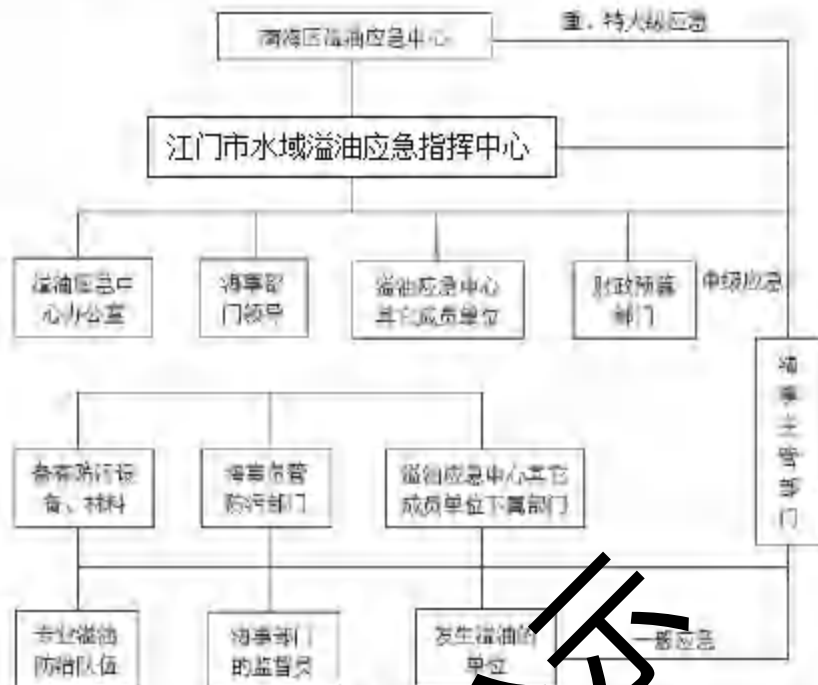 南海区溢油应急中心
重、特大级应急
江门市水域溢油应急指挥中心
溢油应急中
心办公室
海事部
门领导
溢油应急中心
其它成员单位
财政预算
部门
中级应急
海事主管部门
备有防污设
备、材料
海事质管
防污部门
溢油应急中心其它
成员单位下属部门
专业溢油
防治队伍
海事部门
的监督员
发生溢油的
单位
一般应急